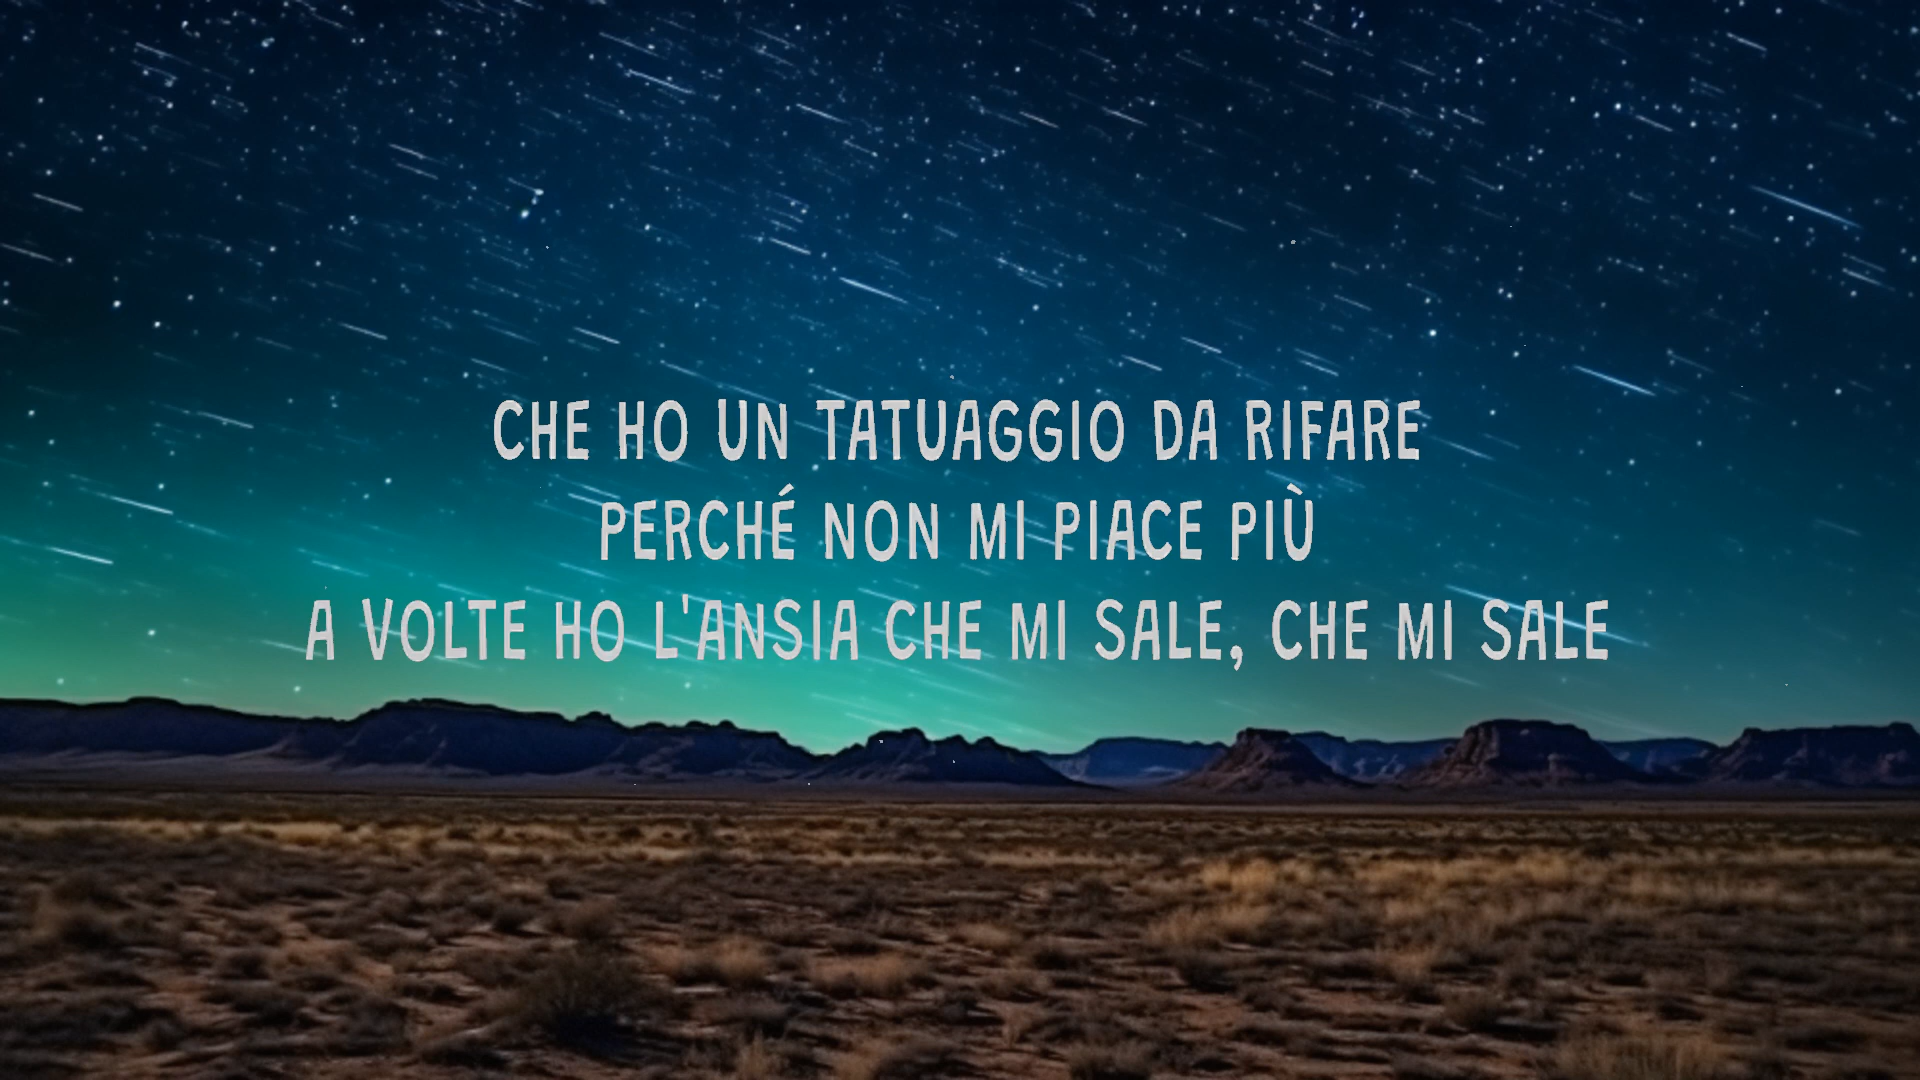 CHE HO UN TATUAGGIO DA RIFARE
PERCHÉ NON MI PIACE PIÙ
A VOLTE HO L'ANSIA CHE MI SALE, CHE MI SALE